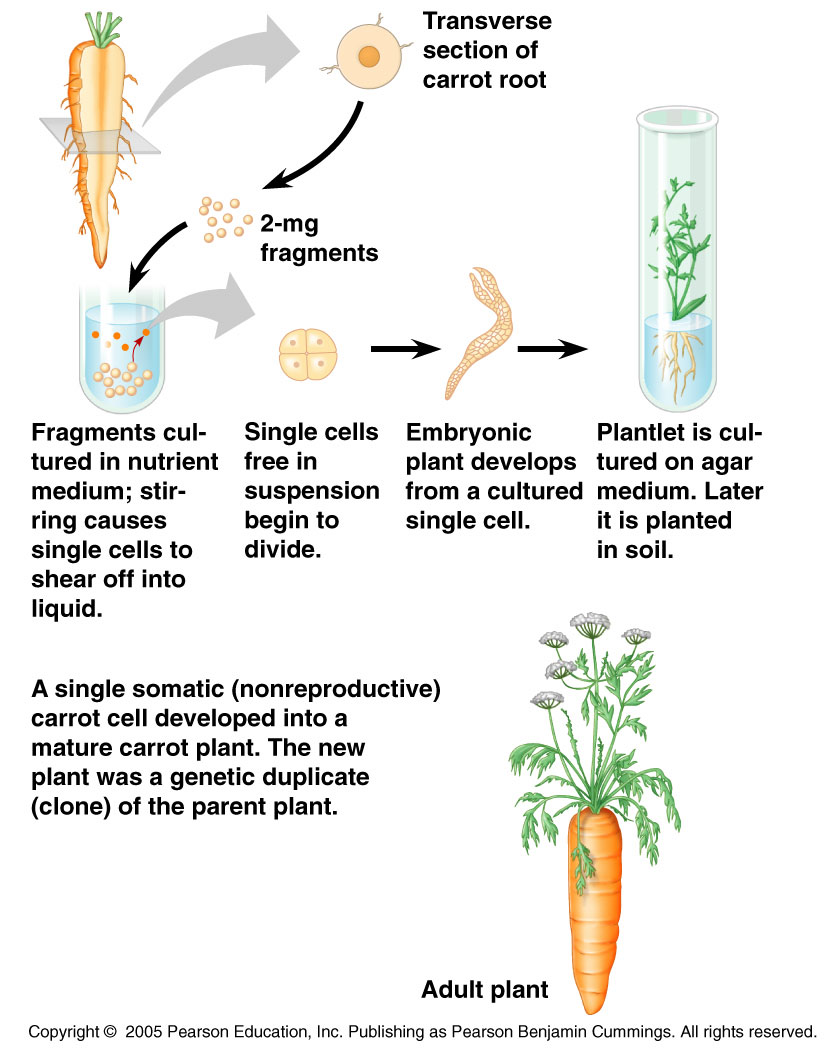 Transverse
section of
carrot root
2-mg
fragments
Fragments cul-
tured in nutrient
medium; stir-
ring causes
single cells to
shear off into
liquid.
Single cells
free in
suspension
begin to
divide.
Embryonic
plant develops
from a cultured
single cell.
Plantlet is cul-
tured on agar
medium. Later
it is planted
in soil.
A single somatic (nonreproductive)
carrot cell developed into a
mature carrot plant. The new
plant was a genetic duplicate
(clone) of the parent plant.
Adult plant
Copyright © 2005 Pearson Education, Inc. Publishing as Pearson Benjamin Cummings. All rights reserved.